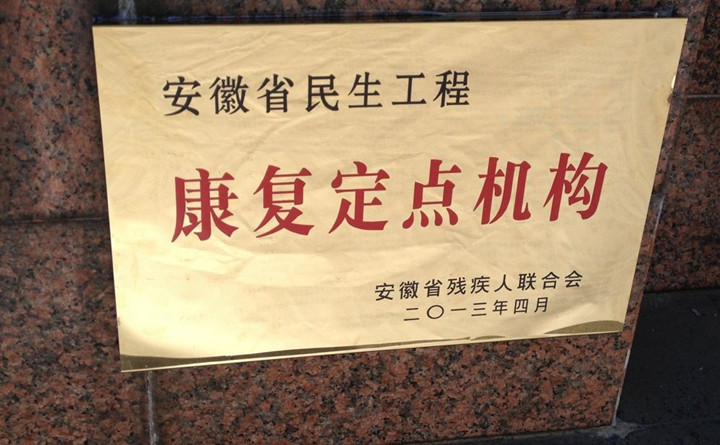 安徽省民生工程
康复定点机构
安徽省残疾人联合会
二〇一三年四月